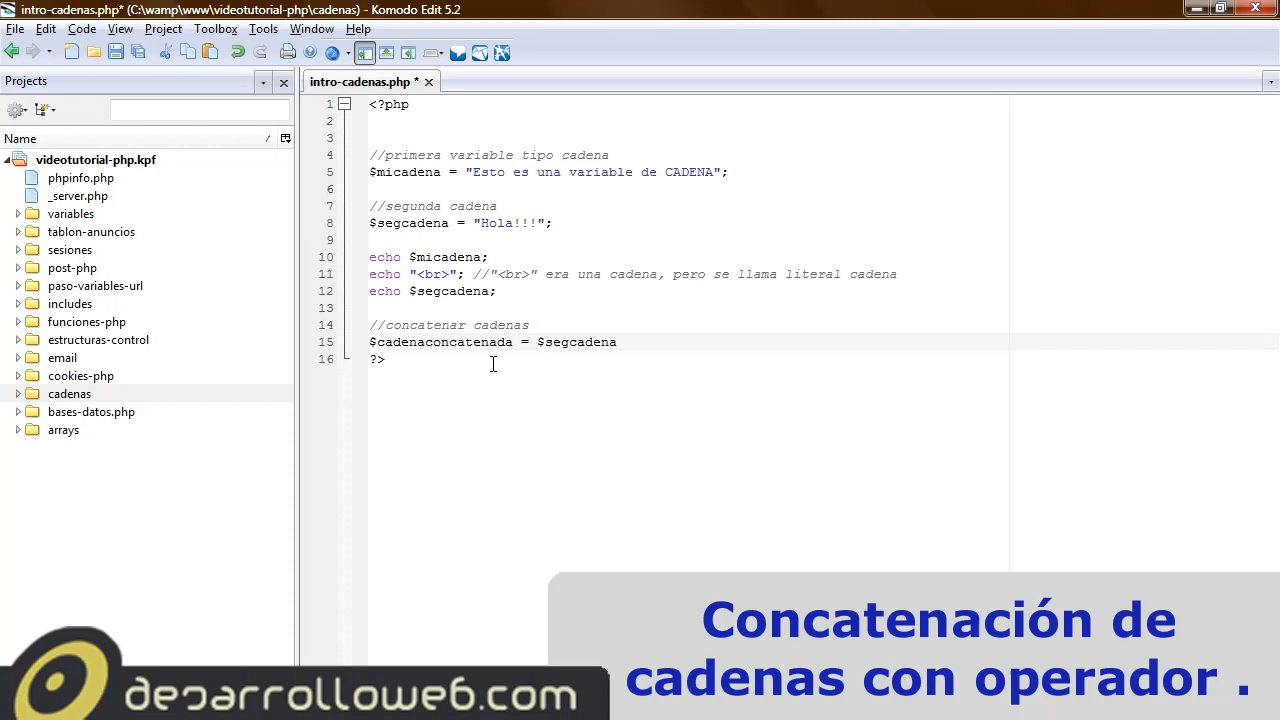 intro-cadenas.php* (C:\wamp\www\videotutorial-php\cadenas) - Komodo Edit 5.2
File Edit Code View Project Toolbox Tools Window Help
Projects
intro-cadenas.php *
Name
videotutorial-php.kpf
phpinfo.php
_server.php
variables
tablon-anuncios
sesiones
post-php
paso-variables-url
includes
funciones-php
estructuras-control
email
cookies-php
cadenas
bases-datos.php
arrays
1 <?php
2
3
4 //primera variable tipo cadena
5 $micadena = "Esto es una variable de CADENA";
6
7 //segunda cadena
8 $segcadena = "Hola!!!";
9
10 echo $micadena;
11 echo "<br>"; //"<br>" era una cadena, pero se llama literal cadena
12 echo $segcadena;
13
14 //concatenar cadenas
15 $cadenaconcatenada = $segcadena
16 ?>
Concatenación de
cadenas con operador .
desarrolloweb.com